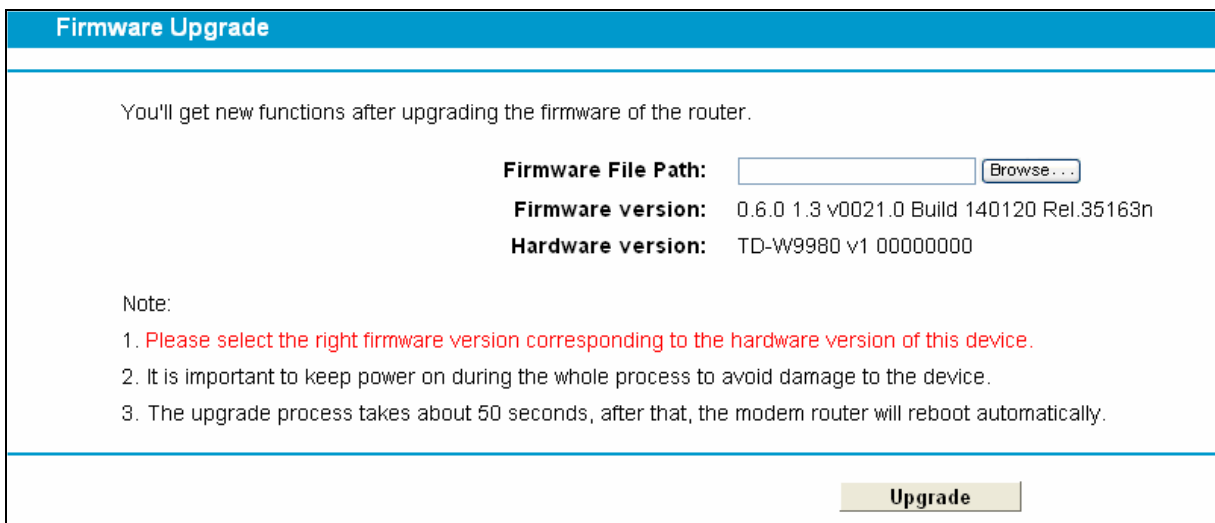 Firmware Upgrade
You'll get new functions after upgrading the firmware of the router.
Firmware File Path: Browse...
Firmware version: 0.6.0 1.3 v0021.0 Build 140120 Rel.35163n
Hardware version: TD-W9980 v1 00000000
Note:
1. Please select the right firmware version corresponding to the hardware version of this device.
2. It is important to keep power on during the whole process to avoid damage to the device.
3. The upgrade process takes about 50 seconds, after that, the modem router will reboot automatically.
Upgrade